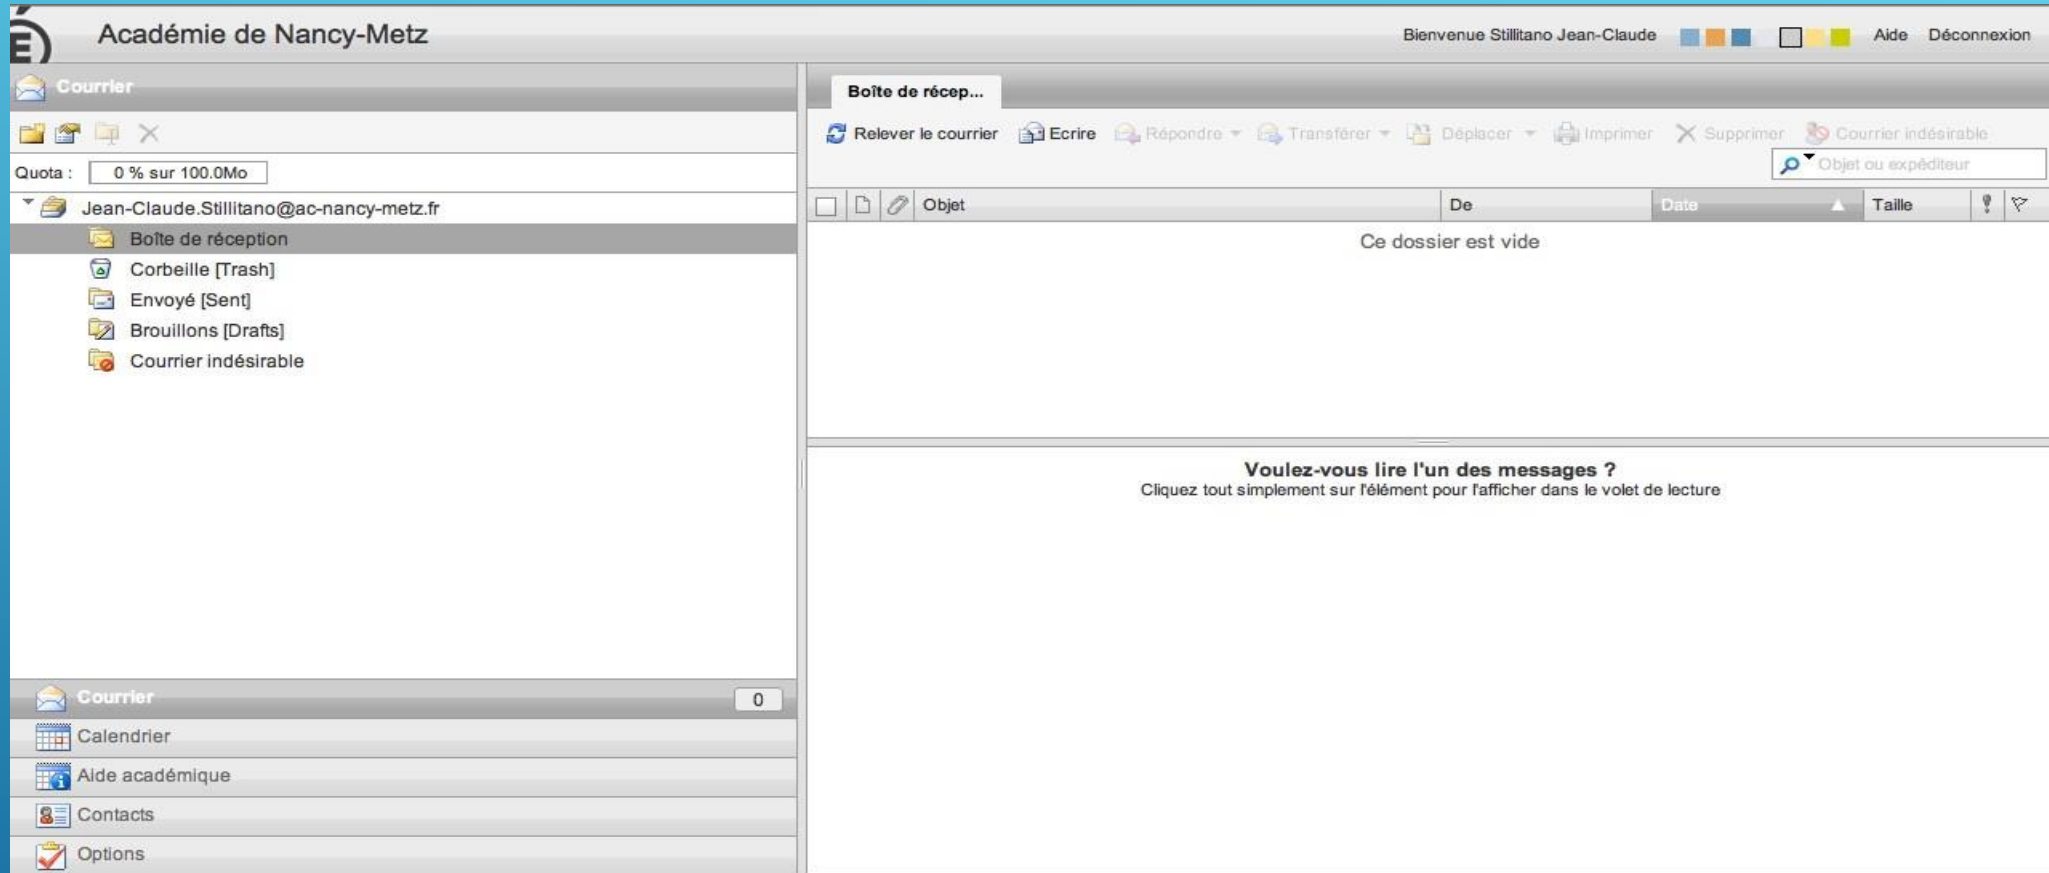 É
Académie de Nancy-Metz
Bienvenue Stillitano Jean-Claude
Aide
Déconnexion
Courrier
Quota :
0 % sur 100.0Mo
Jean-Claude.Stillitano@ac-nancy-metz.fr
Boîte de réception
Corbeille [Trash]
Envoyé [Sent]
Brouillons [Drafts]
Courrier indésirable
Courrier
0
Calendrier
Aide académique
Contacts
Options
Boîte de récep...
Relever le courrier
Ecrire
Répondre
Transférer
Déplacer
Imprimer
Supprimer
Courrier indésirable
Objet ou expéditeur
Objet
De
Date
Taille
Ce dossier est vide
Voulez-vous lire l'un des messages ?
Cliquez tout simplement sur l'élément pour l'afficher dans le volet de lecture